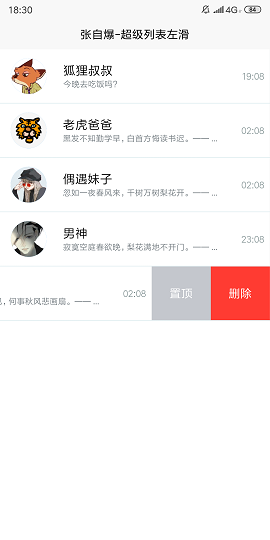 18:30
4G
84
张自爆-超级列表左滑
狐狸叔叔
今晚去吃饭吗？
19:08
老虎爸爸
黑发不知勤学早，白首方悔读书迟。—— ...
02:08
偶遇妹子
忽如一夜春风来，千树万树梨花开。—— ...
02:08
男神
寂寞空庭春欲晚，梨花满地不开门。—— ...
23:08
，何事秋风悲画扇。—— ...
02:08
置顶
删除